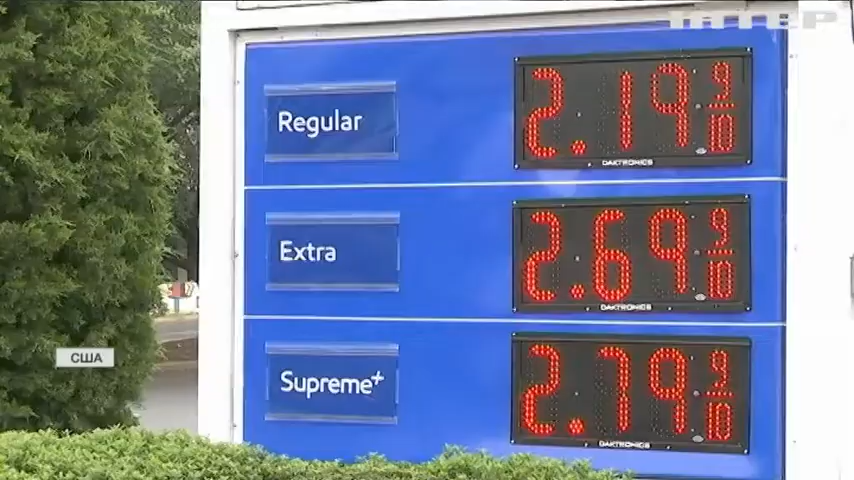 ІНТЕР
Regular 2.19 9/10
DAKTRONICS
Extra 2.69 9/10
DAKTRONICS
США
Supreme+ 2.79 9/10
DAKTRONICS